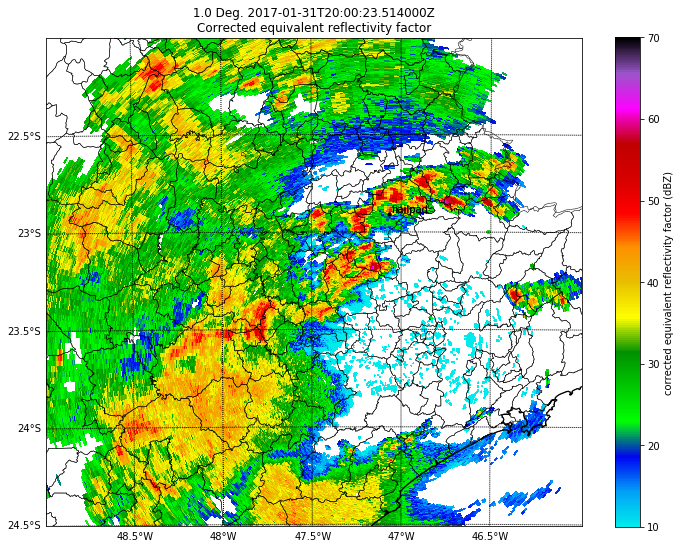 1.0 Deg. 2017-01-31T20:00:23.514000Z
Corrected equivalent reflectivity factor
22.5°S
23°S
23.5°S
24°S
24.5°S
48.5°W
48°W
47.5°W
47°W
46.5°W
70
60
50
40
30
20
10
corrected equivalent reflectivity factor (dBZ)